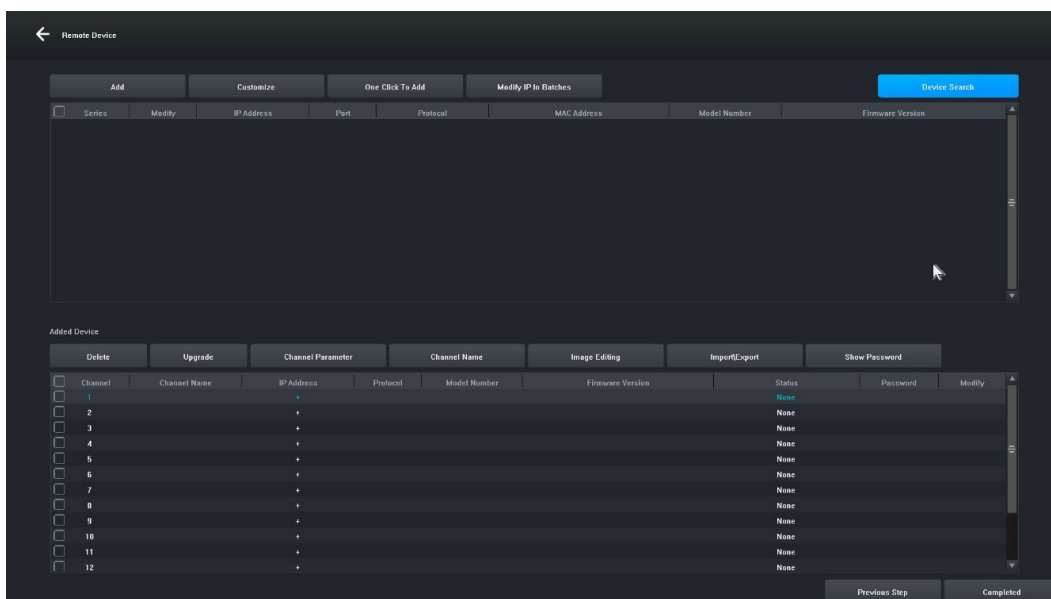 Remote Device
Add Customize One Click To Add Modify IP In Batches Device Search
Series Modify IP Address Port Protocol MAC Address Model Number Firmware Version
Added Device
Delete Upgrade Channel Parameter Channel Name Image Editing Import\Export Show Password
Channel Channel Name IP Address Protocol Model Number Firmware Version Status Password Modify
1 + None
2 + None
3 + None
4 + None
5 + None
6 + None
7 + None
8 + None
9 + None
10 + None
11 + None
12 + None
Previous Step Completed